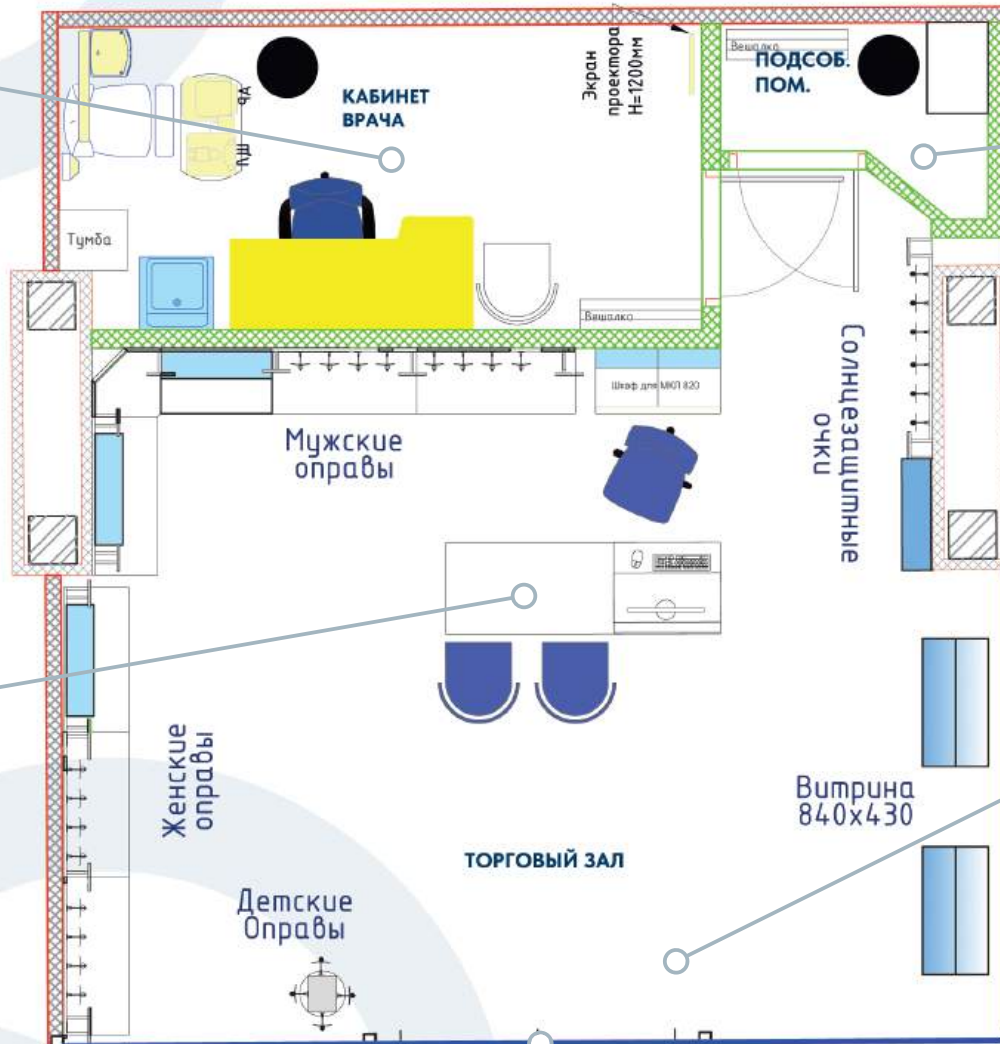 КАБИНЕТ
ВРАЧА
Экран
проектора
H=1200мм
Вешалка
ПОДСОБ.
ПОМ.
Тумба
Вешалка
Шкаф для МКЛ 820
Мужские
оправы
Солнцезащитные
очки
Женские
оправы
Витрина
840х430
ТОРГОВЫЙ ЗАЛ
Детские
Оправы